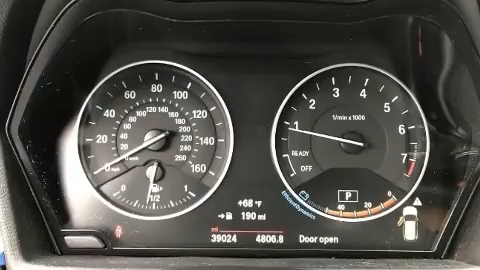 0 20 40 60 80 100 120 140 160
0 20 40 60 80 100 120 140 160 180 200 220 240 260
0 1/2 1
OFF READY 1 2 3 4 5 6 7
1/min x 1000
+68 °F
190 mi
P
EfficientDynamics
40 20 0
mi
39024 4806.8 Door open